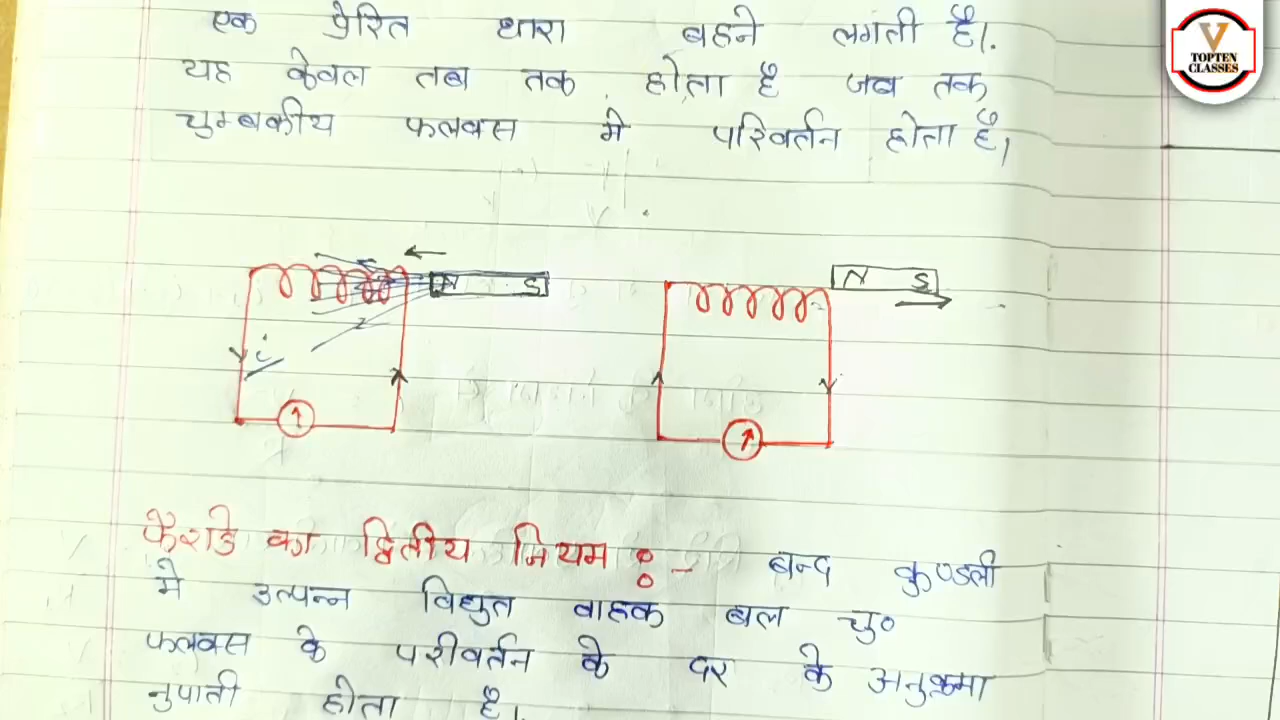 एक प्रेरित धारा बहने लगती है।
यह केवल तब तक होता है जब तक
चुम्बकीय फलक्स मे परिवर्तन होता है।
V
TOPTEN
CLASSES
N S
N S
i
फैराडे का द्वितीय नियम :- बन्द कुण्डली
मे उत्पन्न विद्युत वाहक बल चु०
फलक्स के परीवर्तन के दर के अनुक्रमा
नुपाती होता है।